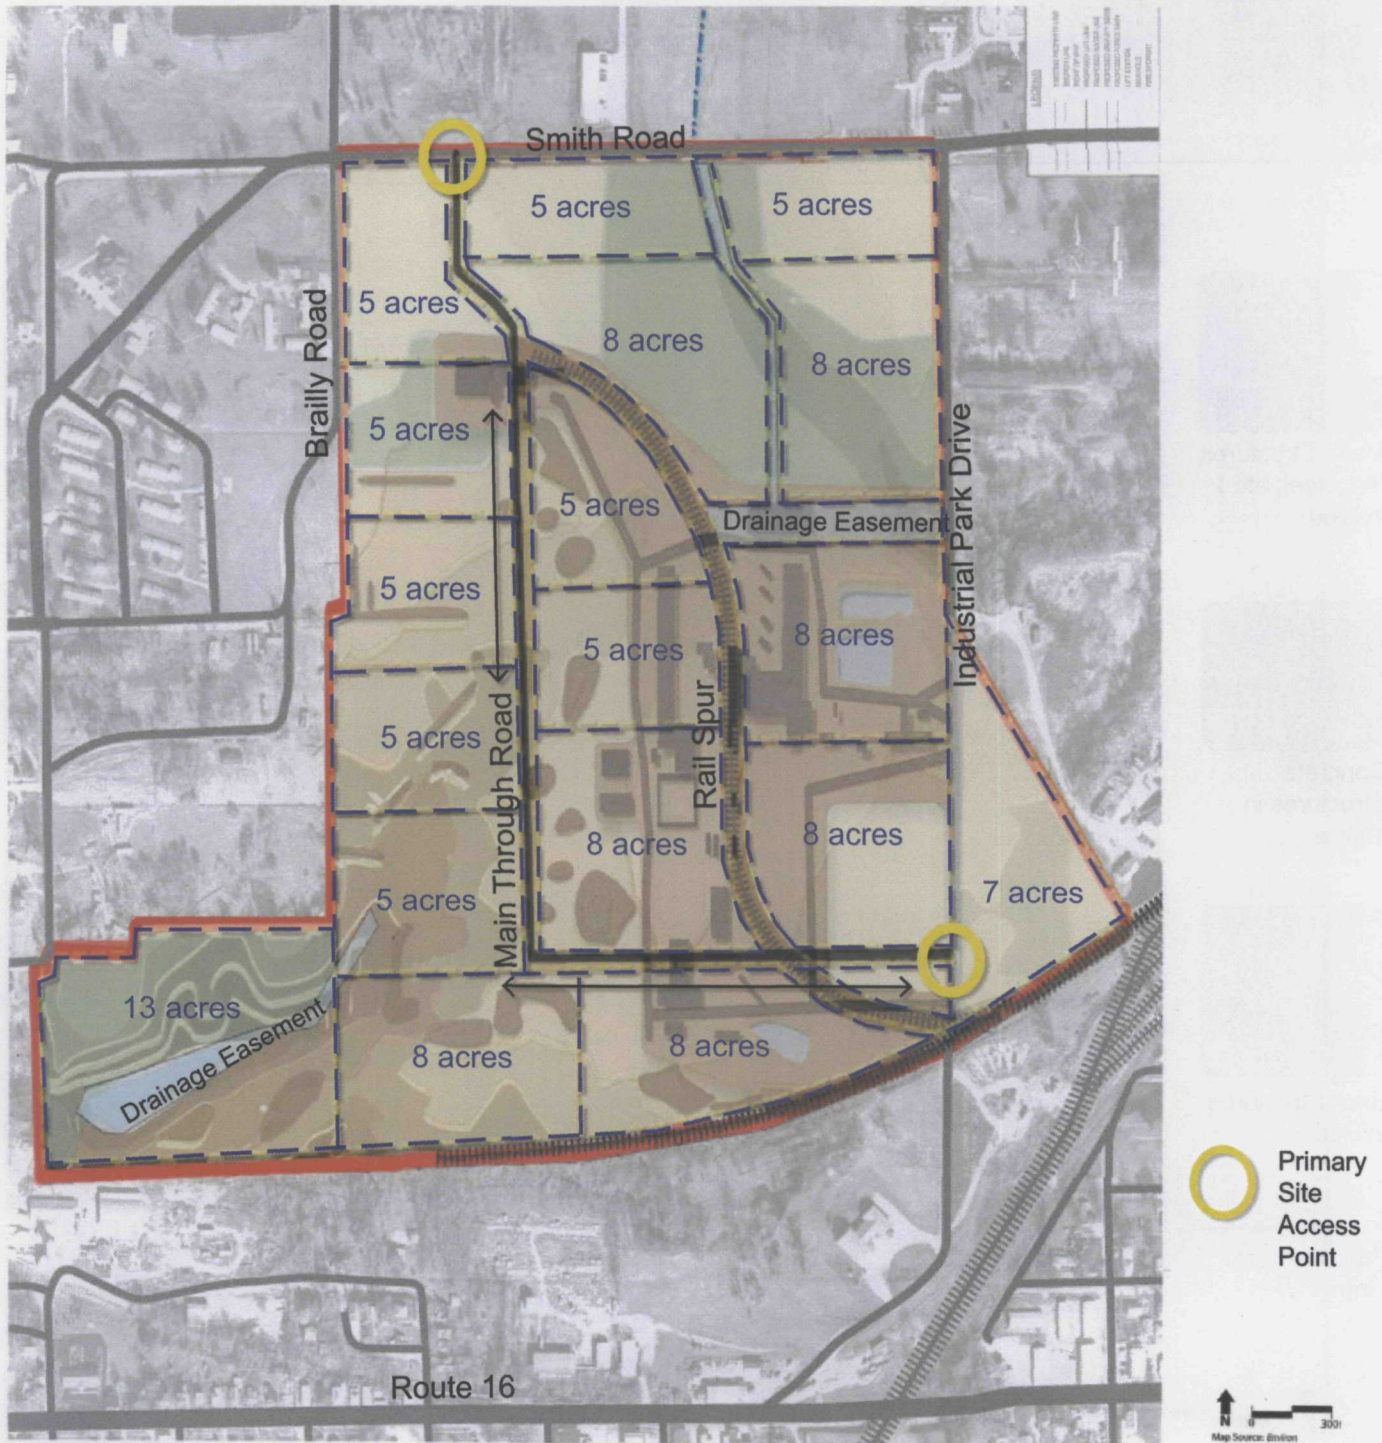 Smith Road
5 acres
5 acres
5 acres
8 acres
8 acres
Brailly Road
5 acres
5 acres
Drainage Easement
Industrial Park Drive
5 acres
5 acres
8 acres
5 acres
Rail Spur
Main Through Road
8 acres
8 acres
5 acres
7 acres
13 acres
Drainage Easement
8 acres
8 acres
Primary
Site
Access
Point
Route 16
N
0
300'
Map Source: Environ